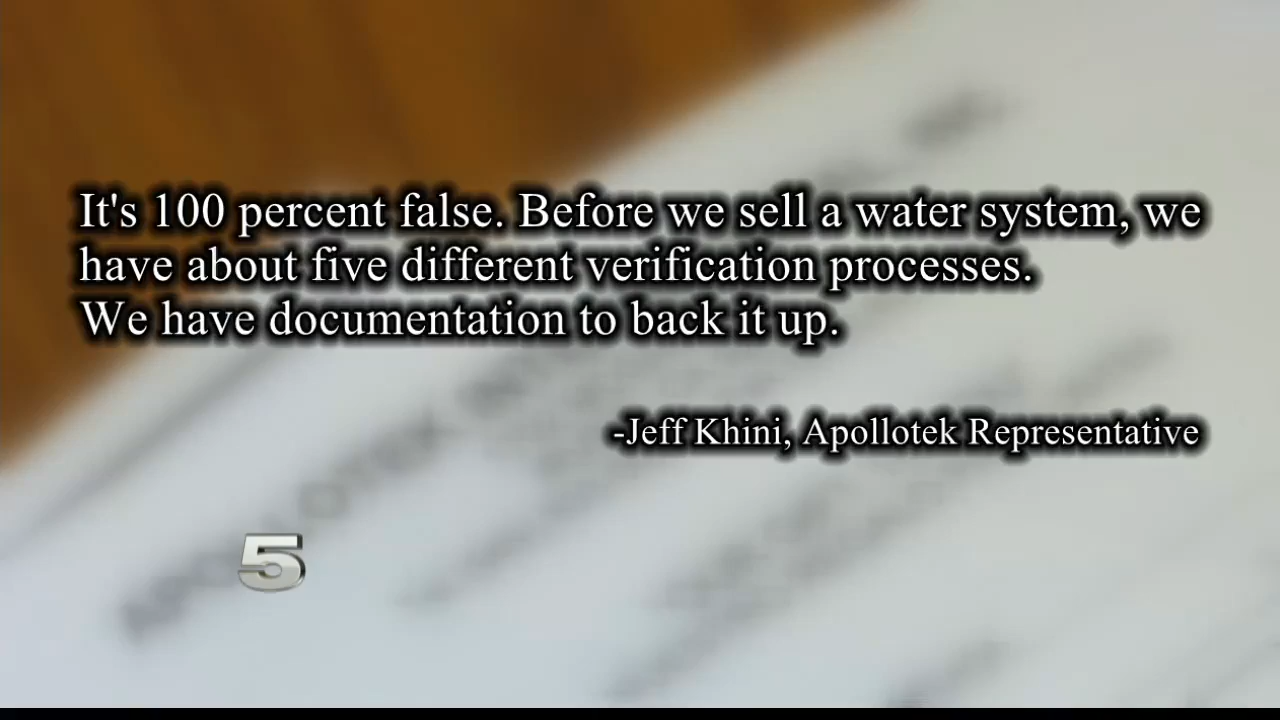 It's 100 percent false. Before we sell a water system, we
have about five different verification processes.
We have documentation to back it up.
-Jeff Khini, Apollotek Representative
5